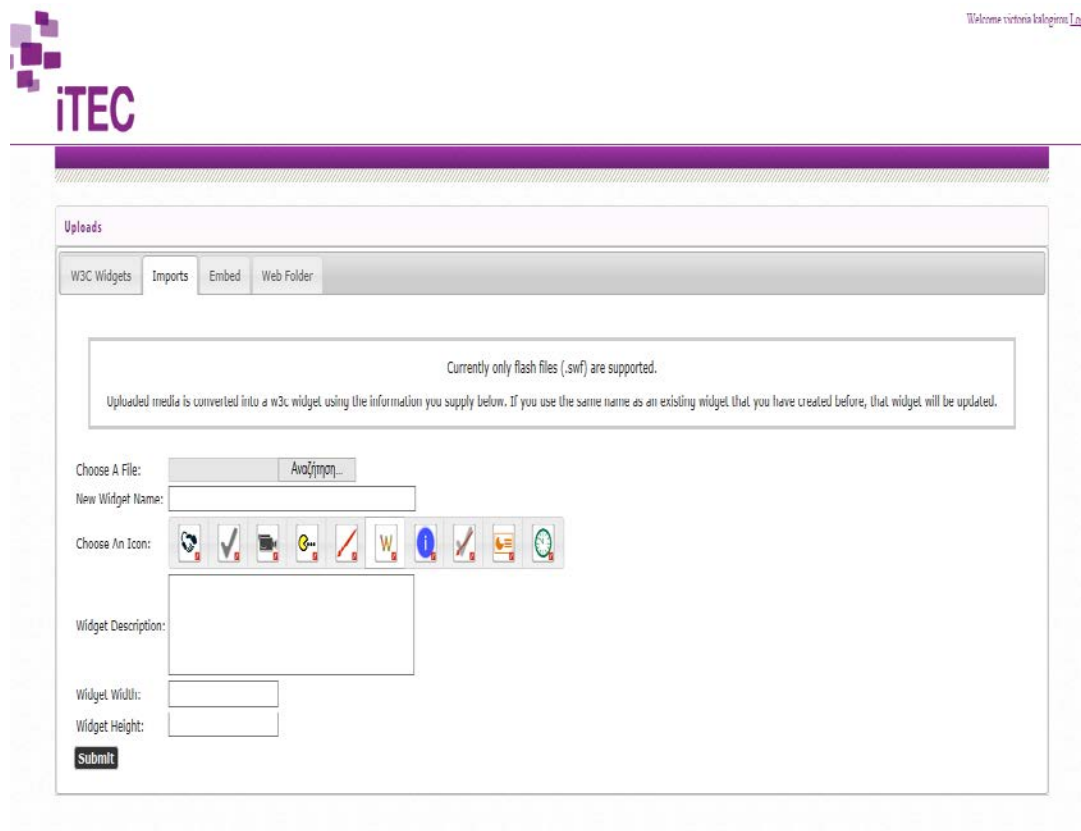 Welcome victoria kalogirou Lo
iTEC
Uploads
W3C Widgets Imports Embed Web Folder
Currently only flash files (.swf) are supported.
Uploaded media is converted into a w3c widget using the information you supply below. If you use the same name as an existing widget that you have created before, that widget will be updated.
Choose A File: Αναζήτηση...
New Widget Name:
Choose An Icon: W i
Widget Description:
Widget Width:
Widget Height:
Submit